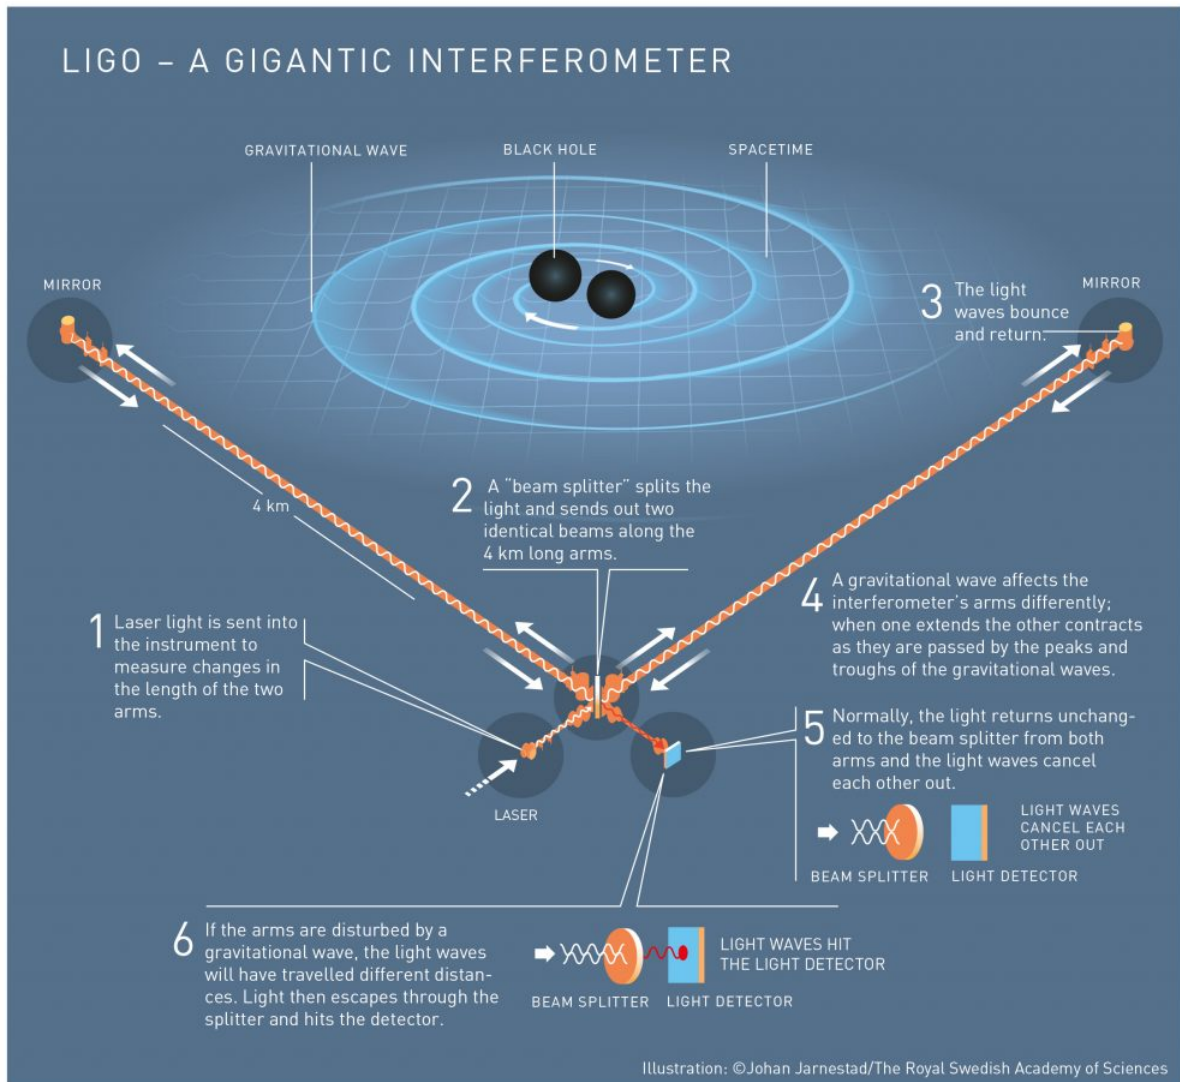 LIGO – A GIGANTIC INTERFEROMETER
GRAVITATIONAL WAVE
BLACK HOLE
SPACETIME
MIRROR
3 The light
waves bounce
and return.
MIRROR
4 km
2 A “beam splitter” splits the
light and sends out two
identical beams along the
4 km long arms.
1 Laser light is sent into
the instrument to
measure changes in
the length of the two
arms.
4 A gravitational wave affects the
interferometer’s arms differently;
when one extends the other contracts
as they are passed by the peaks and
troughs of the gravitational waves.
5 Normally, the light returns unchang-
ed to the beam splitter from both
arms and the light waves cancel
each other out.
LASER
LIGHT WAVES
CANCEL EACH
OTHER OUT
BEAM SPLITTER
LIGHT DETECTOR
6 If the arms are disturbed by a
gravitational wave, the light waves
will have travelled different distan-
ces. Light then escapes through the
splitter and hits the detector.
LIGHT WAVES HIT
THE LIGHT DETECTOR
BEAM SPLITTER
LIGHT DETECTOR
Illustration: ©Johan Jarnestad/The Royal Swedish Academy of Sciences